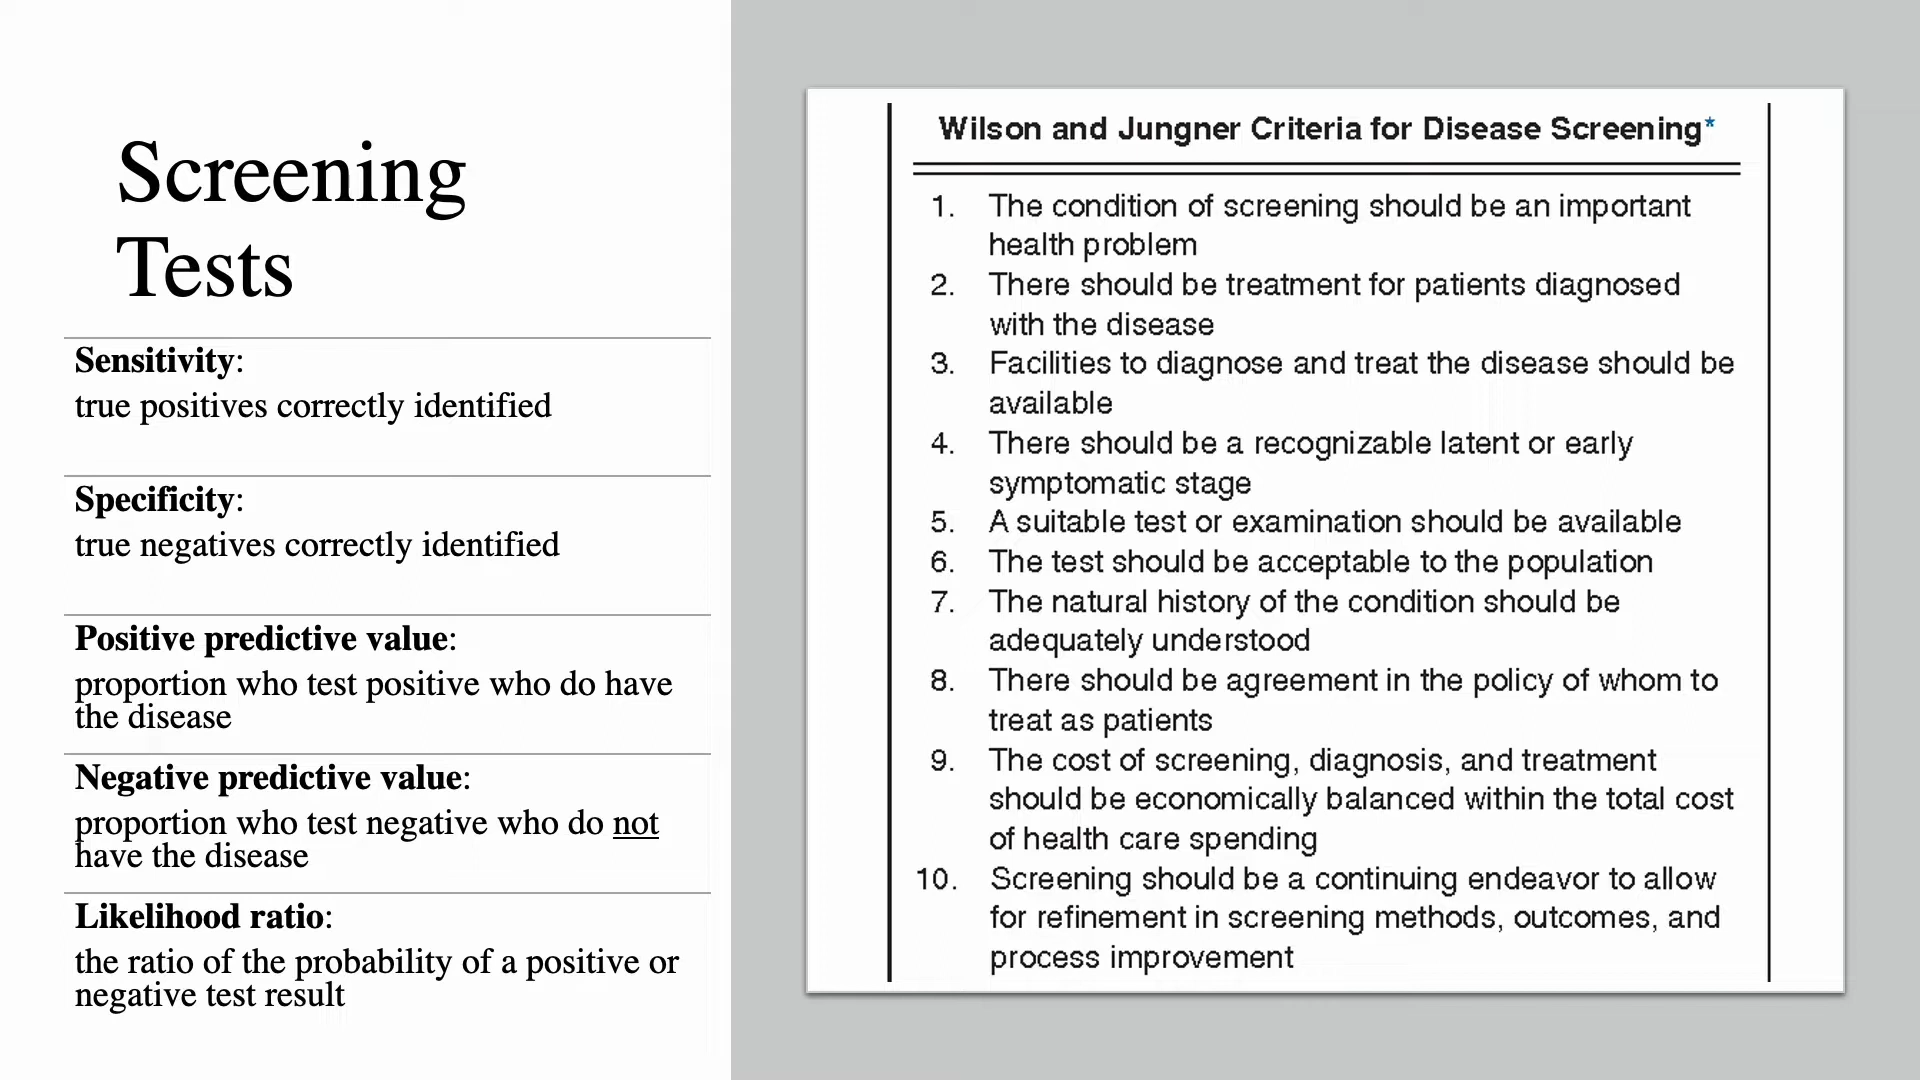 Screening
Tests
Sensitivity:
true positives correctly identified
Specificity:
true negatives correctly identified
Positive predictive value:
proportion who test positive who do have
the disease
Negative predictive value:
proportion who test negative who do not
have the disease
Likelihood ratio:
the ratio of the probability of a positive or
negative test result
Wilson and Jungner Criteria for Disease Screening*
1. The condition of screening should be an important
health problem
2. There should be treatment for patients diagnosed
with the disease
3. Facilities to diagnose and treat the disease should be
available
4. There should be a recognizable latent or early
symptomatic stage
5. A suitable test or examination should be available
6. The test should be acceptable to the population
7. The natural history of the condition should be
adequately understood
8. There should be agreement in the policy of whom to
treat as patients
9. The cost of screening, diagnosis, and treatment
should be economically balanced within the total cost
of health care spending
10. Screening should be a continuing endeavor to allow
for refinement in screening methods, outcomes, and
process improvement